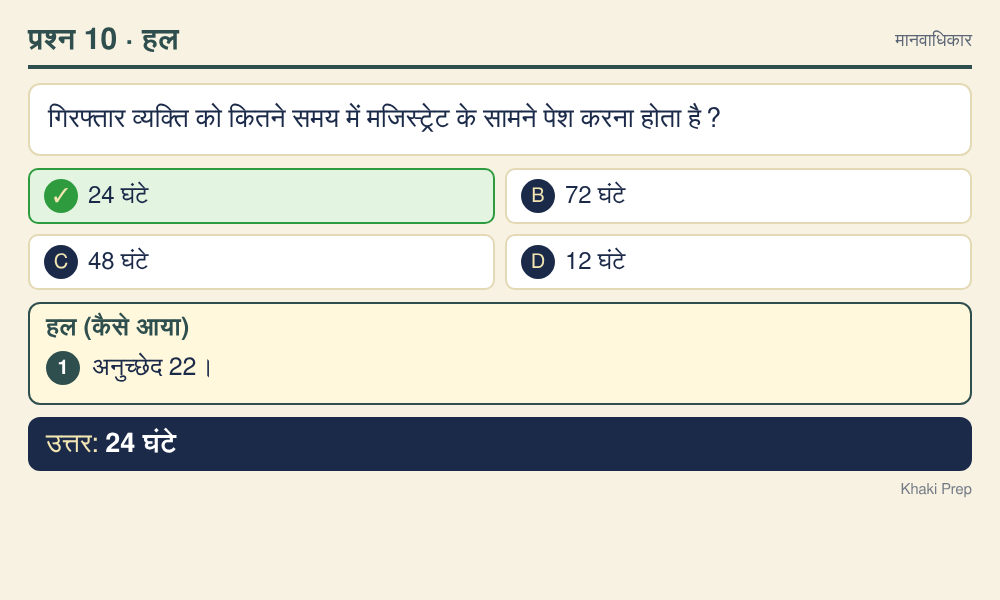 प्रश्न 10 · हल
मानवाधिकार
गिरफ्तार व्यक्ति को कितने समय में मजिस्ट्रेट के सामने पेश करना होता है ?
✓ 24 घंटे
B 72 घंटे
C 48 घंटे
D 12 घंटे
हल (कैसे आया)
1 अनुच्छेद 22 ।
उत्तर: 24 घंटे
Khaki Prep